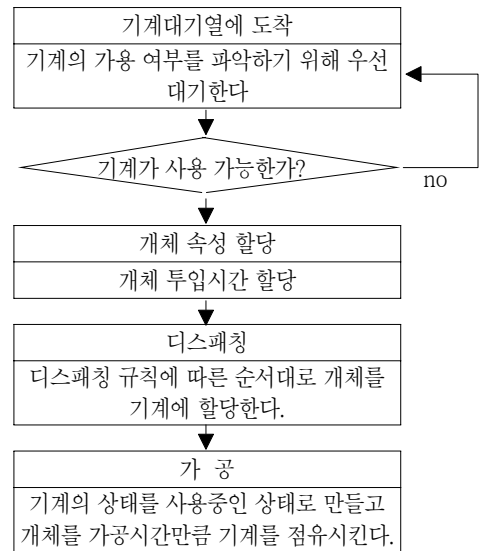 기계대기열에 도착
기계의 가용 여부를 파악하기 위해 우선
대기한다
기계가 사용 가능한가?
no
개체 속성 할당
개체 투입시간 할당
디스패칭
디스패칭 규칙에 따른 순서대로 개체를
기계에 할당한다.
가 공
기계의 상태를 사용중인 상태로 만들고
개체를 가공시간만큼 기계를 점유시킨다.